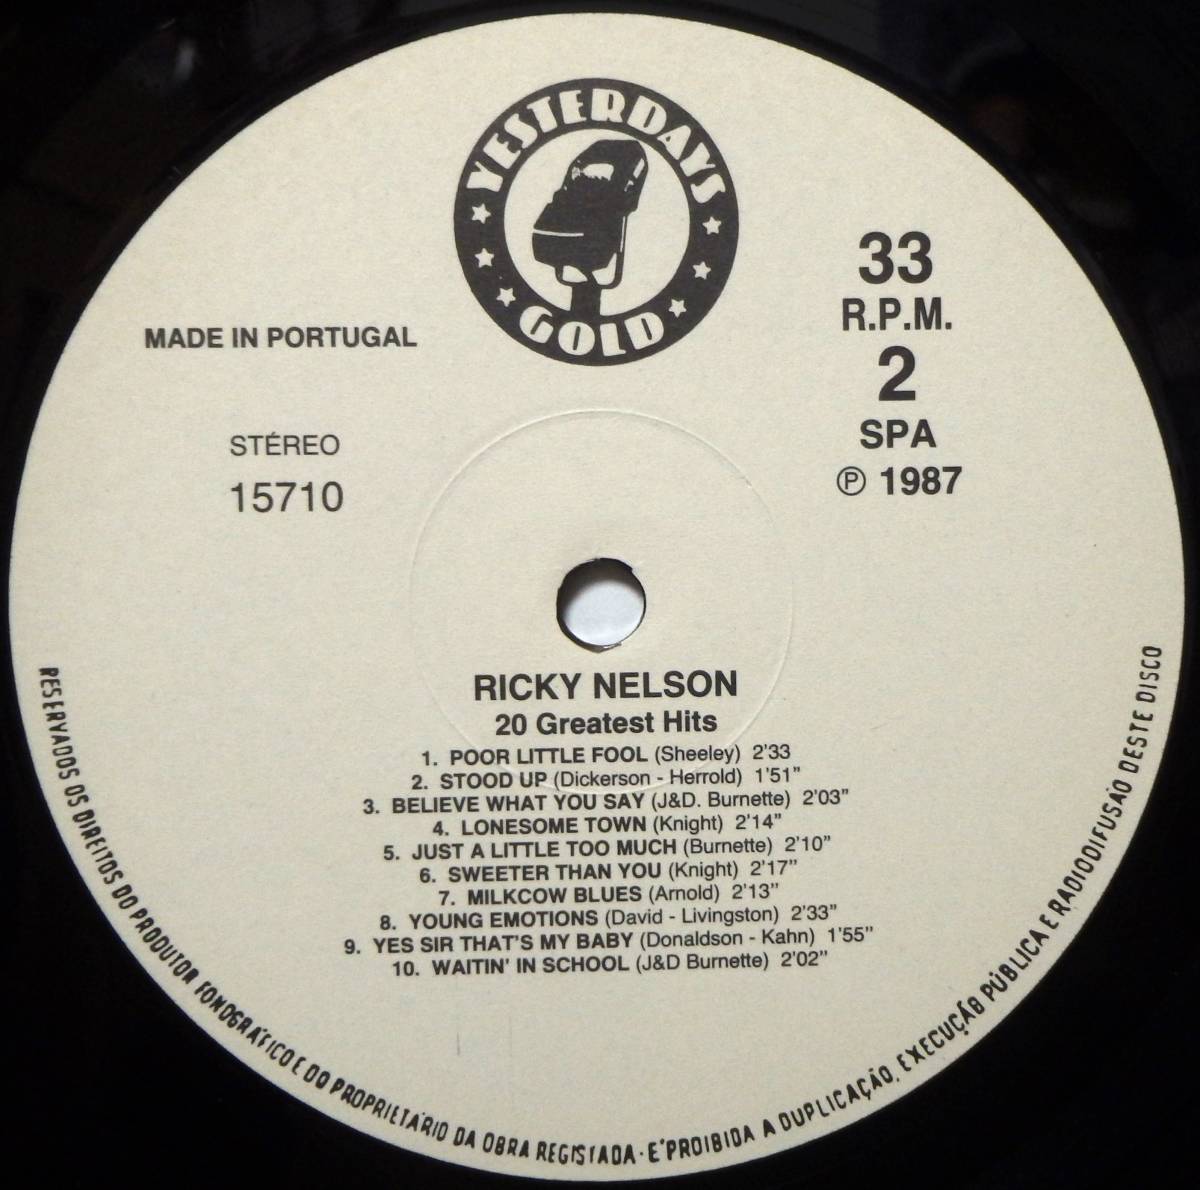 YESTERDAYS
GOLD
MADE IN PORTUGAL
STÉREO
15710
33
R.P.M.
2
SPA
℗ 1987
RICKY NELSON
20 Greatest Hits
1. POOR LITTLE FOOL (Sheeley) 2'33
2. STOOD UP (Dickerson - Herrold) 1'51"
3. BELIEVE WHAT YOU SAY (J&D. Burnette) 2'03"
4. LONESOME TOWN (Knight) 2'14"
5. JUST A LITTLE TOO MUCH (Burnette) 2'10"
6. SWEETER THAN YOU (Knight) 2'17"
7. MILKCOW BLUES (Arnold) 2'13"
8. YOUNG EMOTIONS (David - Livingston) 2'33"
9. YES SIR THAT'S MY BABY (Donaldson - Kahn) 1'55"
10. WAITIN' IN SCHOOL (J&D Burnette) 2'02"
RESERVADOS OS DIREITOS DO PRODUTOR FONOGRÁFICO E DO PROPRIETÁRIO DA OBRA REGISTADA · É PROIBIDA A DUPLICAÇÃO, EXECUÇÃO PÚBLICA E RADIODIFUSÃO DESTE DISCO